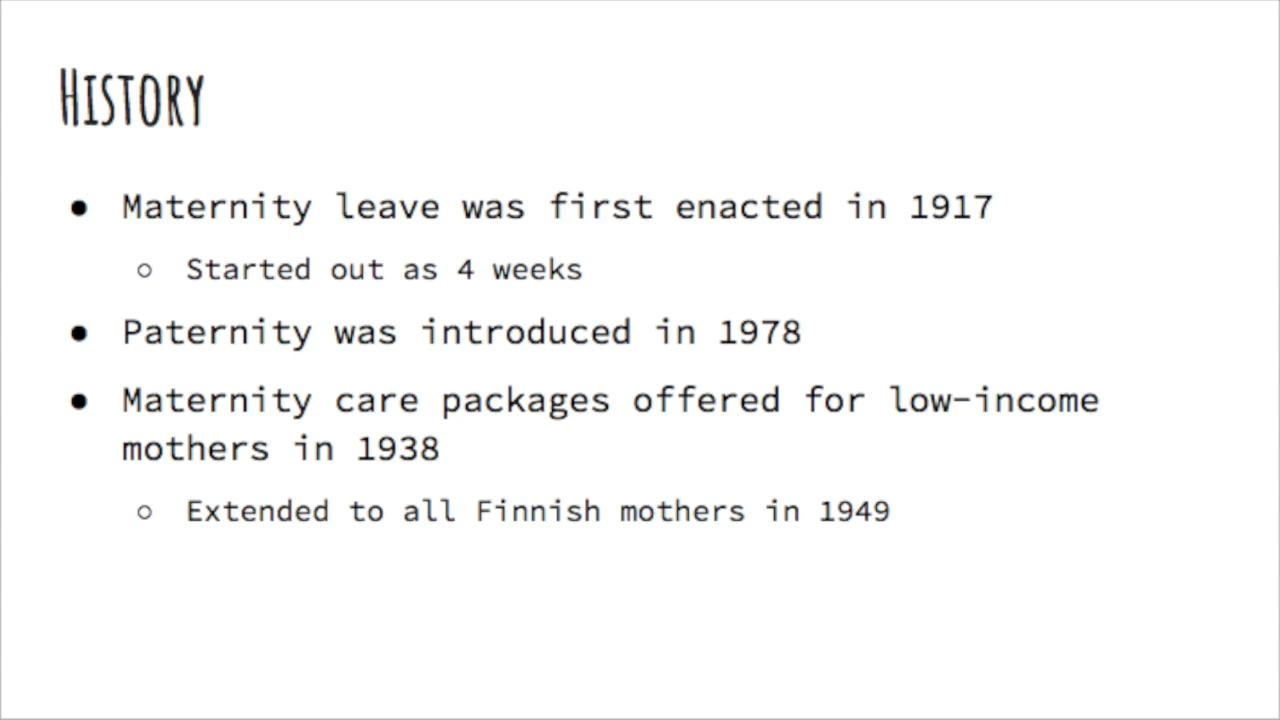 History
● Maternity leave was first enacted in 1917
○ Started out as 4 weeks
● Paternity was introduced in 1978
● Maternity care packages offered for low-income
mothers in 1938
○ Extended to all Finnish mothers in 1949